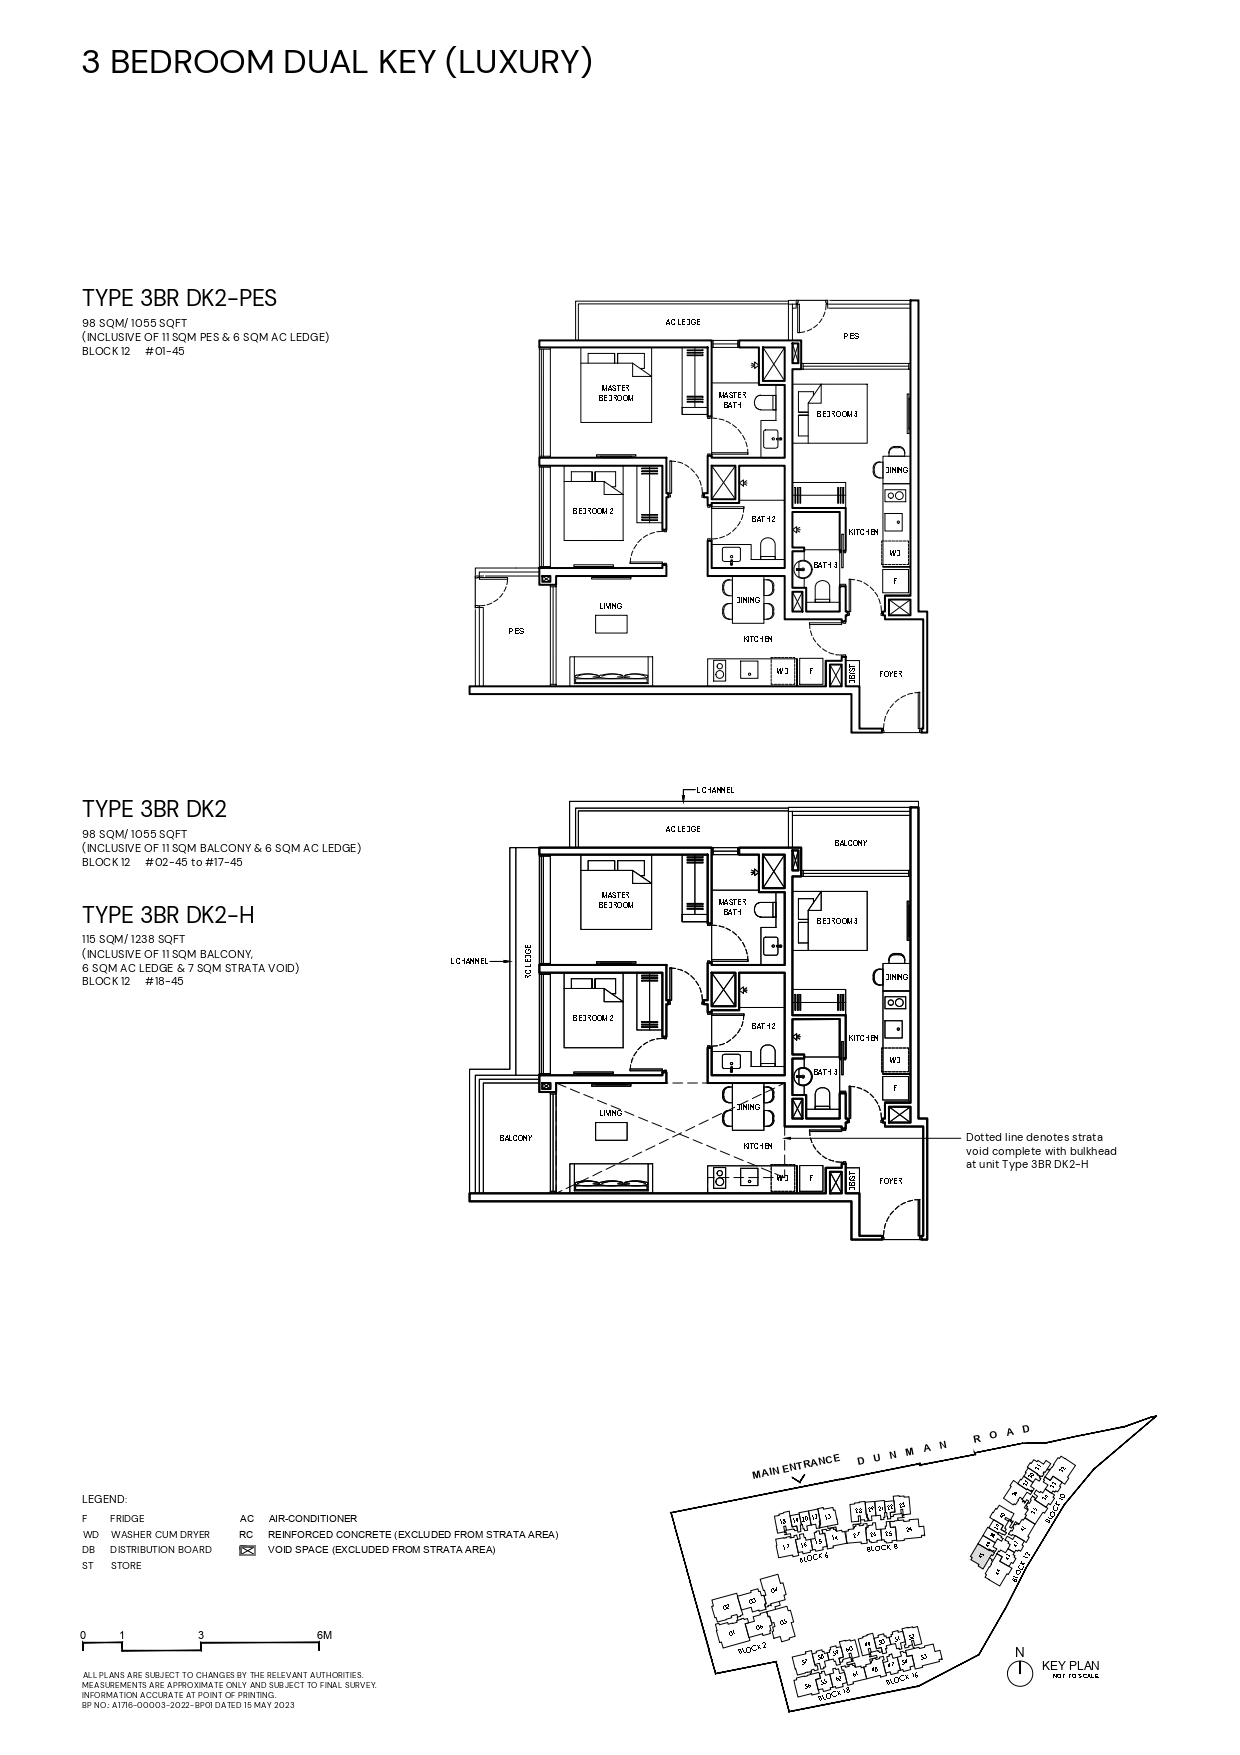 3 BEDROOM DUAL KEY (LUXURY)
TYPE 3BR DK2-PES
98 SQM/ 1055 SQFT
(INCLUSIVE OF 11 SQM PES & 6 SQM AC LEDGE)
BLOCK 12 #01-45
AC LEDGE
PES
MASTER
BEDROOM
MASTER
BATH
BEDROOM 3
DINING
BEDROOM 2
BATH 2
KITCHEN
WD
BATH 3
F
LIVING
DINING
PES
KITCHEN
WD
F
DB/ST
FOYER
TYPE 3BR DK2
98 SQM/ 1055 SQFT
(INCLUSIVE OF 11 SQM BALCONY & 6 SQM AC LEDGE)
BLOCK 12 #02-45 to #17-45
TYPE 3BR DK2-H
115 SQM/ 1238 SQFT
(INCLUSIVE OF 11 SQM BALCONY,
6 SQM AC LEDGE & 7 SQM STRATA VOID)
BLOCK 12 #18-45
L CHANNEL
AC LEDGE
BALCONY
MASTER
BEDROOM
MASTER
BATH
BEDROOM 3
L CHANNEL
RC LEDGE
DINING
BEDROOM 2
BATH 2
KITCHEN
WD
BATH 3
F
LIVING
DINING
BALCONY
KITCHEN
WD
F
DB/ST
FOYER
Dotted line denotes strata
void complete with bulkhead
at unit Type 3BR DK2-H
LEGEND:
F FRIDGE
WD WASHER CUM DRYER
DB DISTRIBUTION BOARD
ST STORE
AC AIR-CONDITIONER
RC REINFORCED CONCRETE (EXCLUDED FROM STRATA AREA)
VOID SPACE (EXCLUDED FROM STRATA AREA)
0 1 3 6M
ALL PLANS ARE SUBJECT TO CHANGES BY THE RELEVANT AUTHORITIES.
MEASUREMENTS ARE APPROXIMATE ONLY AND SUBJECT TO FINAL SURVEY.
INFORMATION ACCURATE AT POINT OF PRINTING.
BP NO.: A1716-00003-2022-BP01 DATED 15 MAY 2023
MAIN ENTRANCE
DUNMAN ROAD
BLOCK 10
BLOCK 12
BLOCK 6
BLOCK 8
BLOCK 2
BLOCK 18
BLOCK 16
N
KEY PLAN
NOT TO SCALE